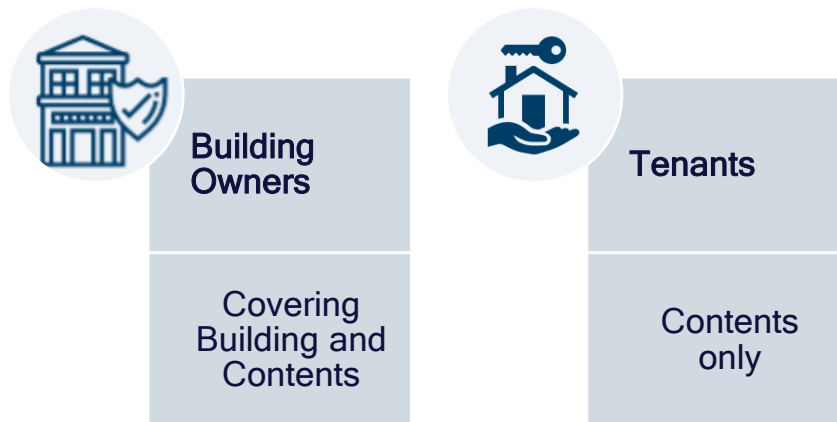 Building
Owners
Tenants
Covering
Building and
Contents
Contents
only